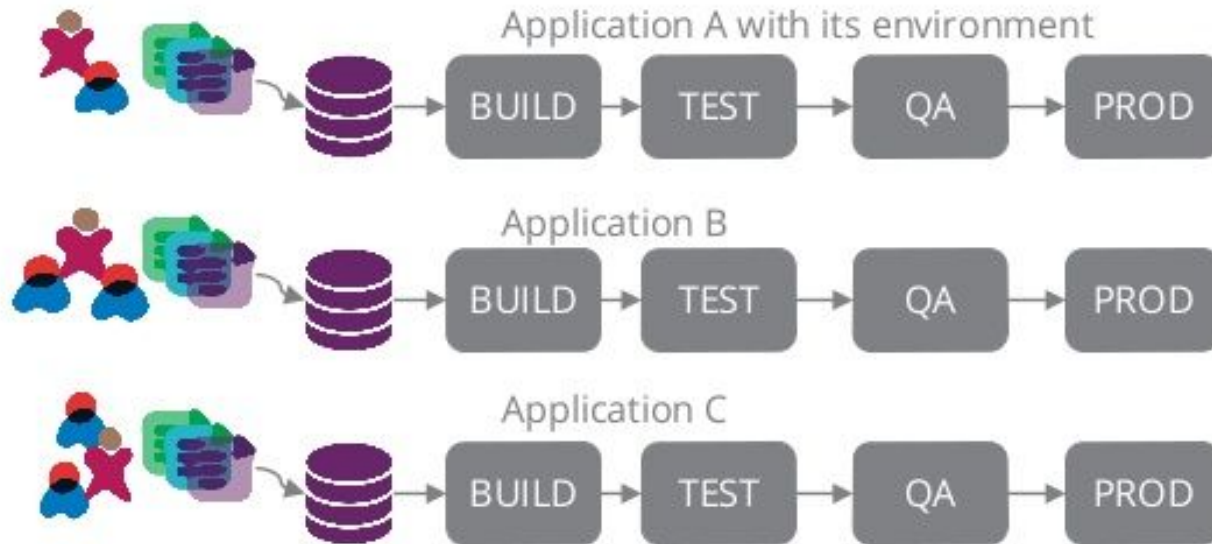 Application A with its environment
BUILD TEST QA PROD
Application B
BUILD TEST QA PROD
Application C
BUILD TEST QA PROD